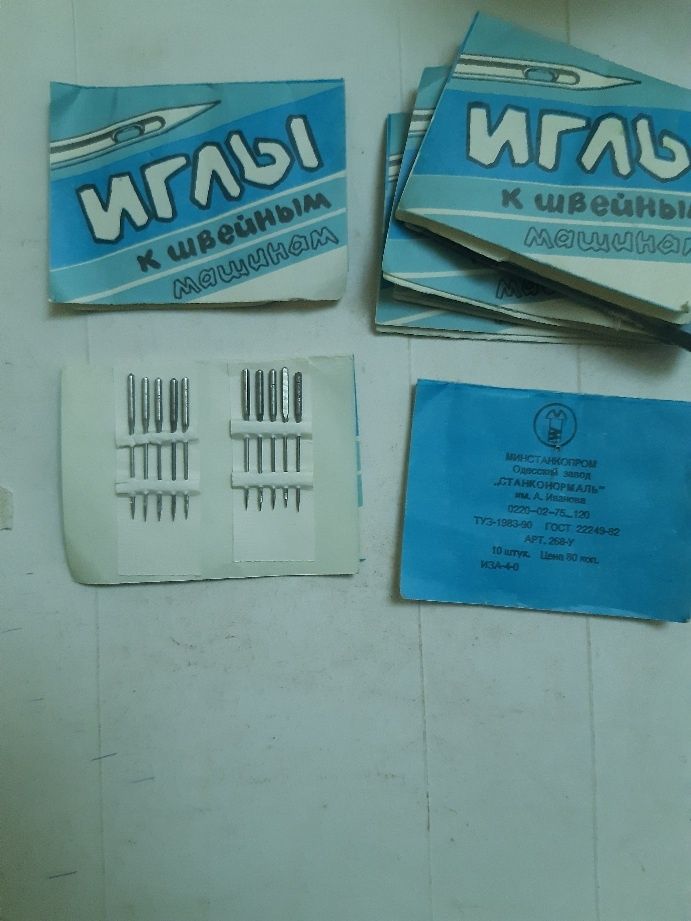 ИГЛЫ
к швейным
машинам
ИГЛЫ
к швейным
машинам
МИНСТАНКОПРОМ
Одесский завод
„СТАНКОНОРМАЛЬ"
им. А. Иванова
0220-02-75...120
ТУ2-1983-90 ГОСТ 22249-82
АРТ. 268-У
10 штук. Цена 80 коп.
ИЗА-4-0